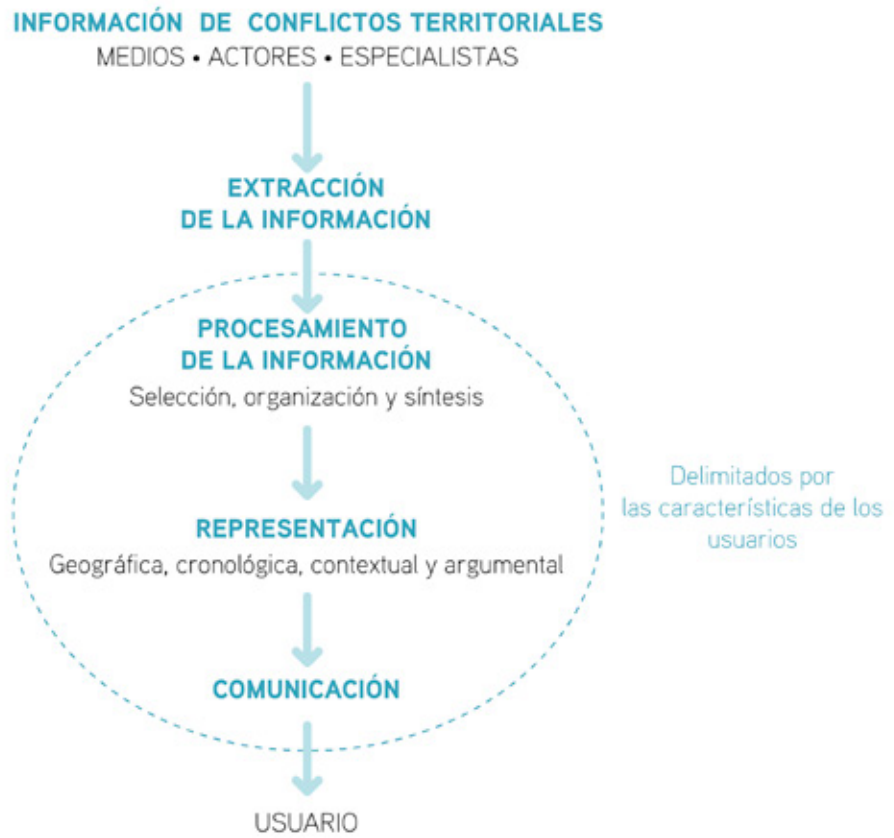 INFORMACIÓN DE CONFLICTOS TERRITORIALES
MEDIOS • ACTORES • ESPECIALISTAS
EXTRACCIÓN
DE LA INFORMACIÓN
PROCESAMIENTO
DE LA INFORMACIÓN
Selección, organización y síntesis
REPRESENTACIÓN
Geográfica, cronológica, contextual y argumental
COMUNICACIÓN
USUARIO
Delimitados por
las características de los
usuarios